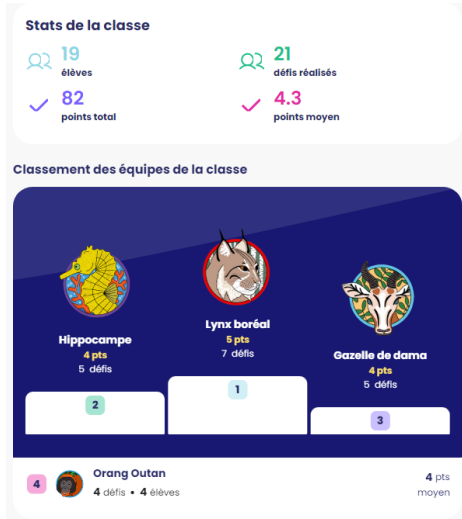 Stats de la classe
19
élèves
21
défis réalisés
82
points total
4.3
points moyen
Classement des équipes de la classe
Hippocampe
4 pts
5 défis
2
Lynx boréal
5 pts
7 défis
1
Gazelle de dama
4 pts
5 défis
3
4
Orang Outan
4 défis • 4 élèves
4 pts
moyen